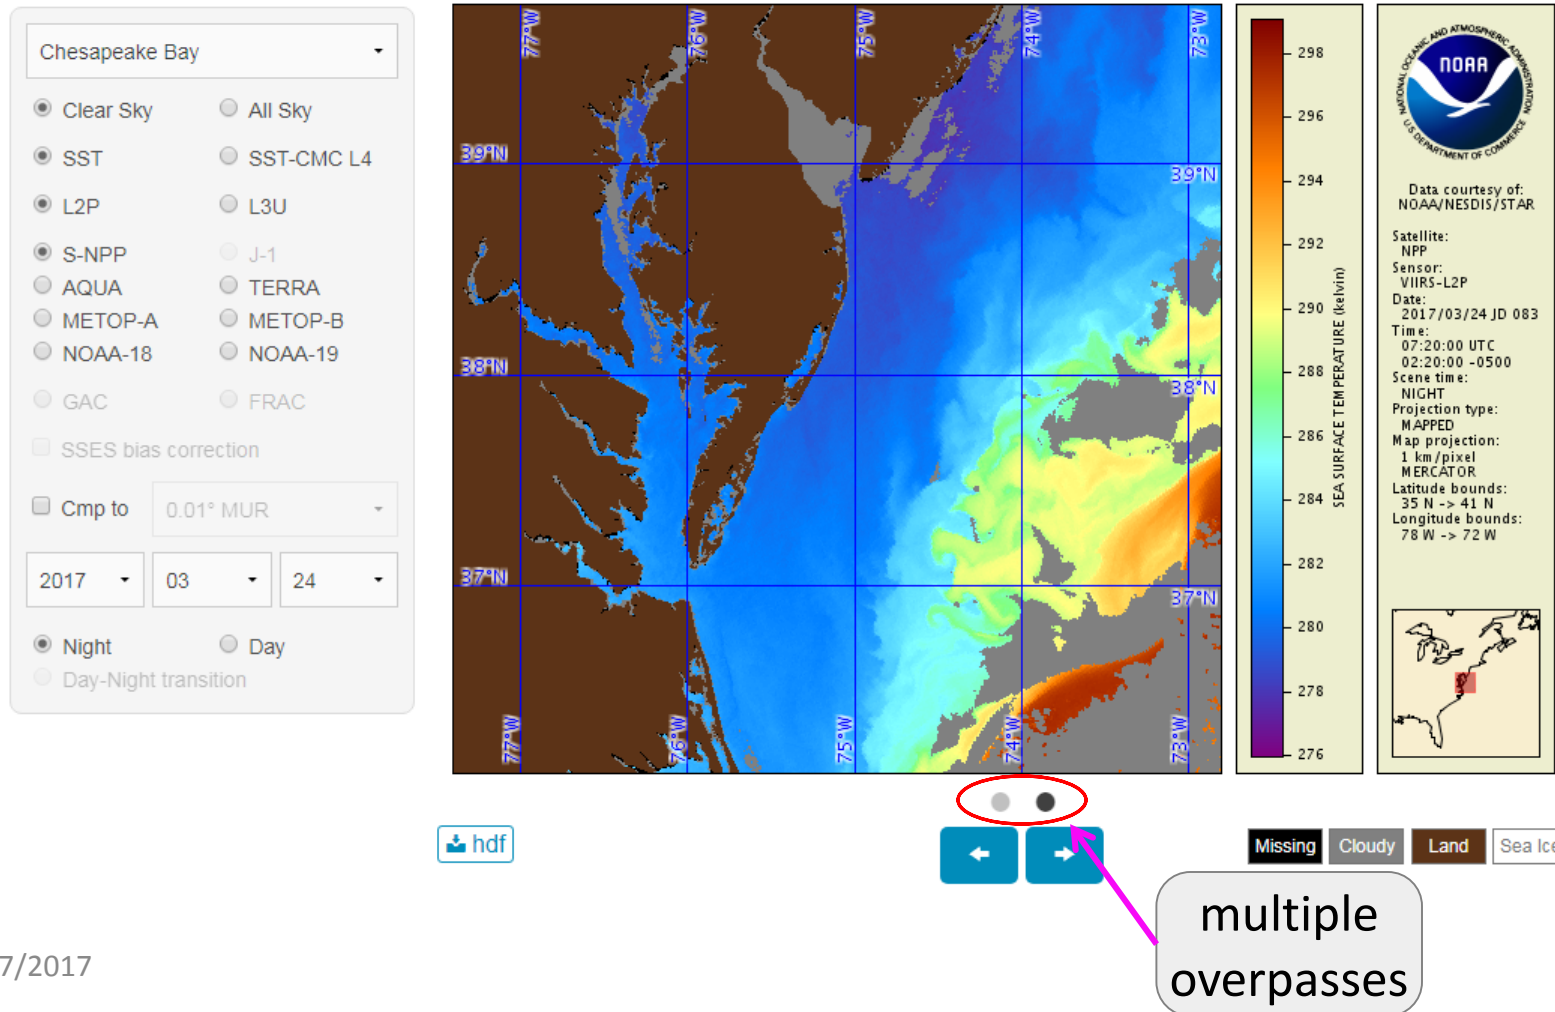 Chesapeake Bay
Clear Sky
All Sky
SST
SST-CMC L4
L2P
L3U
S-NPP
J-1
AQUA
TERRA
METOP-A
METOP-B
NOAA-18
NOAA-19
GAC
FRAC
SSES bias correction
Cmp to
0.01° MUR
2017
03
24
Night
Day
Day-Night transition
77°W
76°W
75°W
74°W
73°W
39°N
39°N
38°N
38°N
37°N
37°N
77°W
76°W
75°W
74°W
73°W
298
296
294
292
290
288
286
284
282
280
278
276
SEA SURFACE TEMPERATURE (kelvin)
NATIONAL OCEANIC AND ATMOSPHERIC ADMINISTRATION
NOAA
U.S. DEPARTMENT OF COMMERCE
Data courtesy of:
NOAA/NESDIS/STAR
Satellite:
NPP
Sensor:
VIIRS-L2P
Date:
2017/03/24 JD 083
Time:
07:20:00 UTC
02:20:00 -0500
Scene time:
NIGHT
Projection type:
MAPPED
Map projection:
1 km/pixel
MERCATOR
Latitude bounds:
35 N -> 41 N
Longitude bounds:
78 W -> 72 W
hdf
Missing
Cloudy
Land
Sea Ice
multiple
overpasses
7/2017